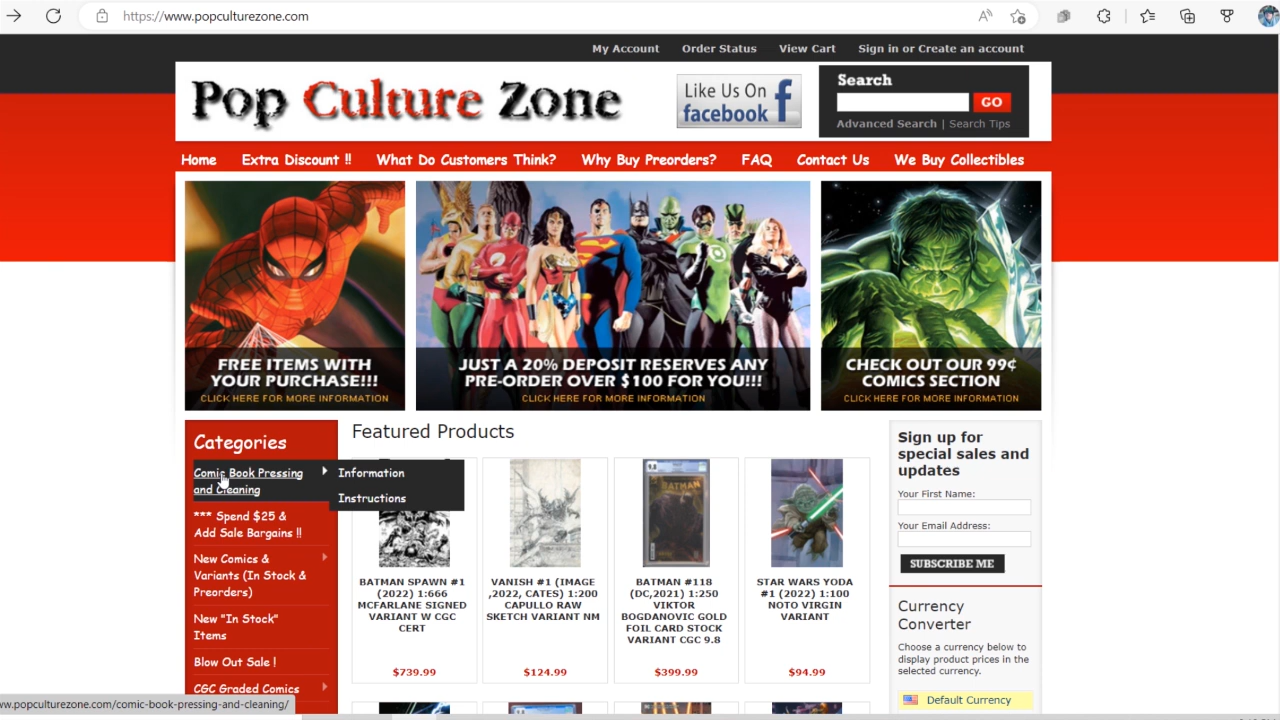 https://www.popculturezone.com
My Account Order Status View Cart Sign in or Create an account
Pop Culture Zone
Like Us On
facebook
Search
GO
Advanced Search | Search Tips
Home Extra Discount !! What Do Customers Think? Why Buy Preorders? FAQ Contact Us We Buy Collectibles
FREE ITEMS WITH
YOUR PURCHASE!!!
CLICK HERE FOR MORE INFORMATION
JUST A 20% DEPOSIT RESERVES ANY
PRE-ORDER OVER $100 FOR YOU!!!
CLICK HERE FOR MORE INFORMATION
CHECK OUT OUR 99¢
COMICS SECTION
CLICK HERE FOR MORE INFORMATION
Categories
Comic Book Pressing
and Cleaning
Information
Instructions
*** Spend $25 &
Add Sale Bargains !!
New Comics &
Variants (In Stock &
Preorders)
New "In Stock"
Items
Blow Out Sale !
CGC Graded Comics
Featured Products
BATMAN SPAWN #1
(2022) 1:666
MCFARLANE SIGNED
VARIANT W CGC
CERT
$739.99
VANISH #1 (IMAGE
,2022, CATES) 1:200
CAPULLO RAW
SKETCH VARIANT NM
$124.99
BATMAN
BATMAN #118
(DC,2021) 1:250
VIKTOR
BOGDANOVIC GOLD
FOIL CARD STOCK
VARIANT CGC 9.8
$399.99
STAR WARS YODA
#1 (2022) 1:100
NOTO VIRGIN
VARIANT
$94.99
Sign up for
special sales and
updates
Your First Name:
Your Email Address:
SUBSCRIBE ME
Currency
Converter
Choose a currency below to
display product prices in the
selected currency.
Default Currency
ww.popculturezone.com/comic-book-pressing-and-cleaning/